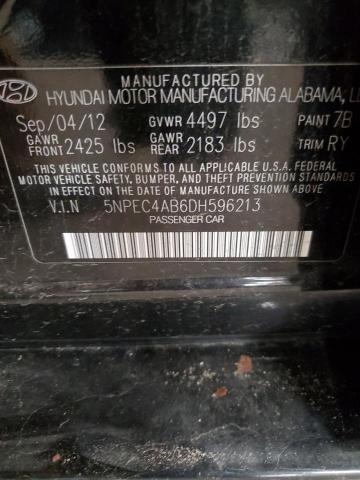 MANUFACTURED BY
HYUNDAI MOTOR MANUFACTURING ALABAMA,
Sep/04/12 GVWR 4497 lbs PAINT 7B
GAWR FRONT 2425 lbs GAWR REAR 2183 lbs TRIM RY
THIS VEHICLE CONFORMS TO ALL APPLICABLE U.S.A. FEDERAL
MOTOR VEHICLE SAFETY, BUMPER, AND THEFT PREVENTION
STANDARDS IN EFFECT ON THE DATE OF MANUFACTURE SHOWN ABOVE.
V.I.N 5NPEC4AB6DH596213
PASSENGER CAR